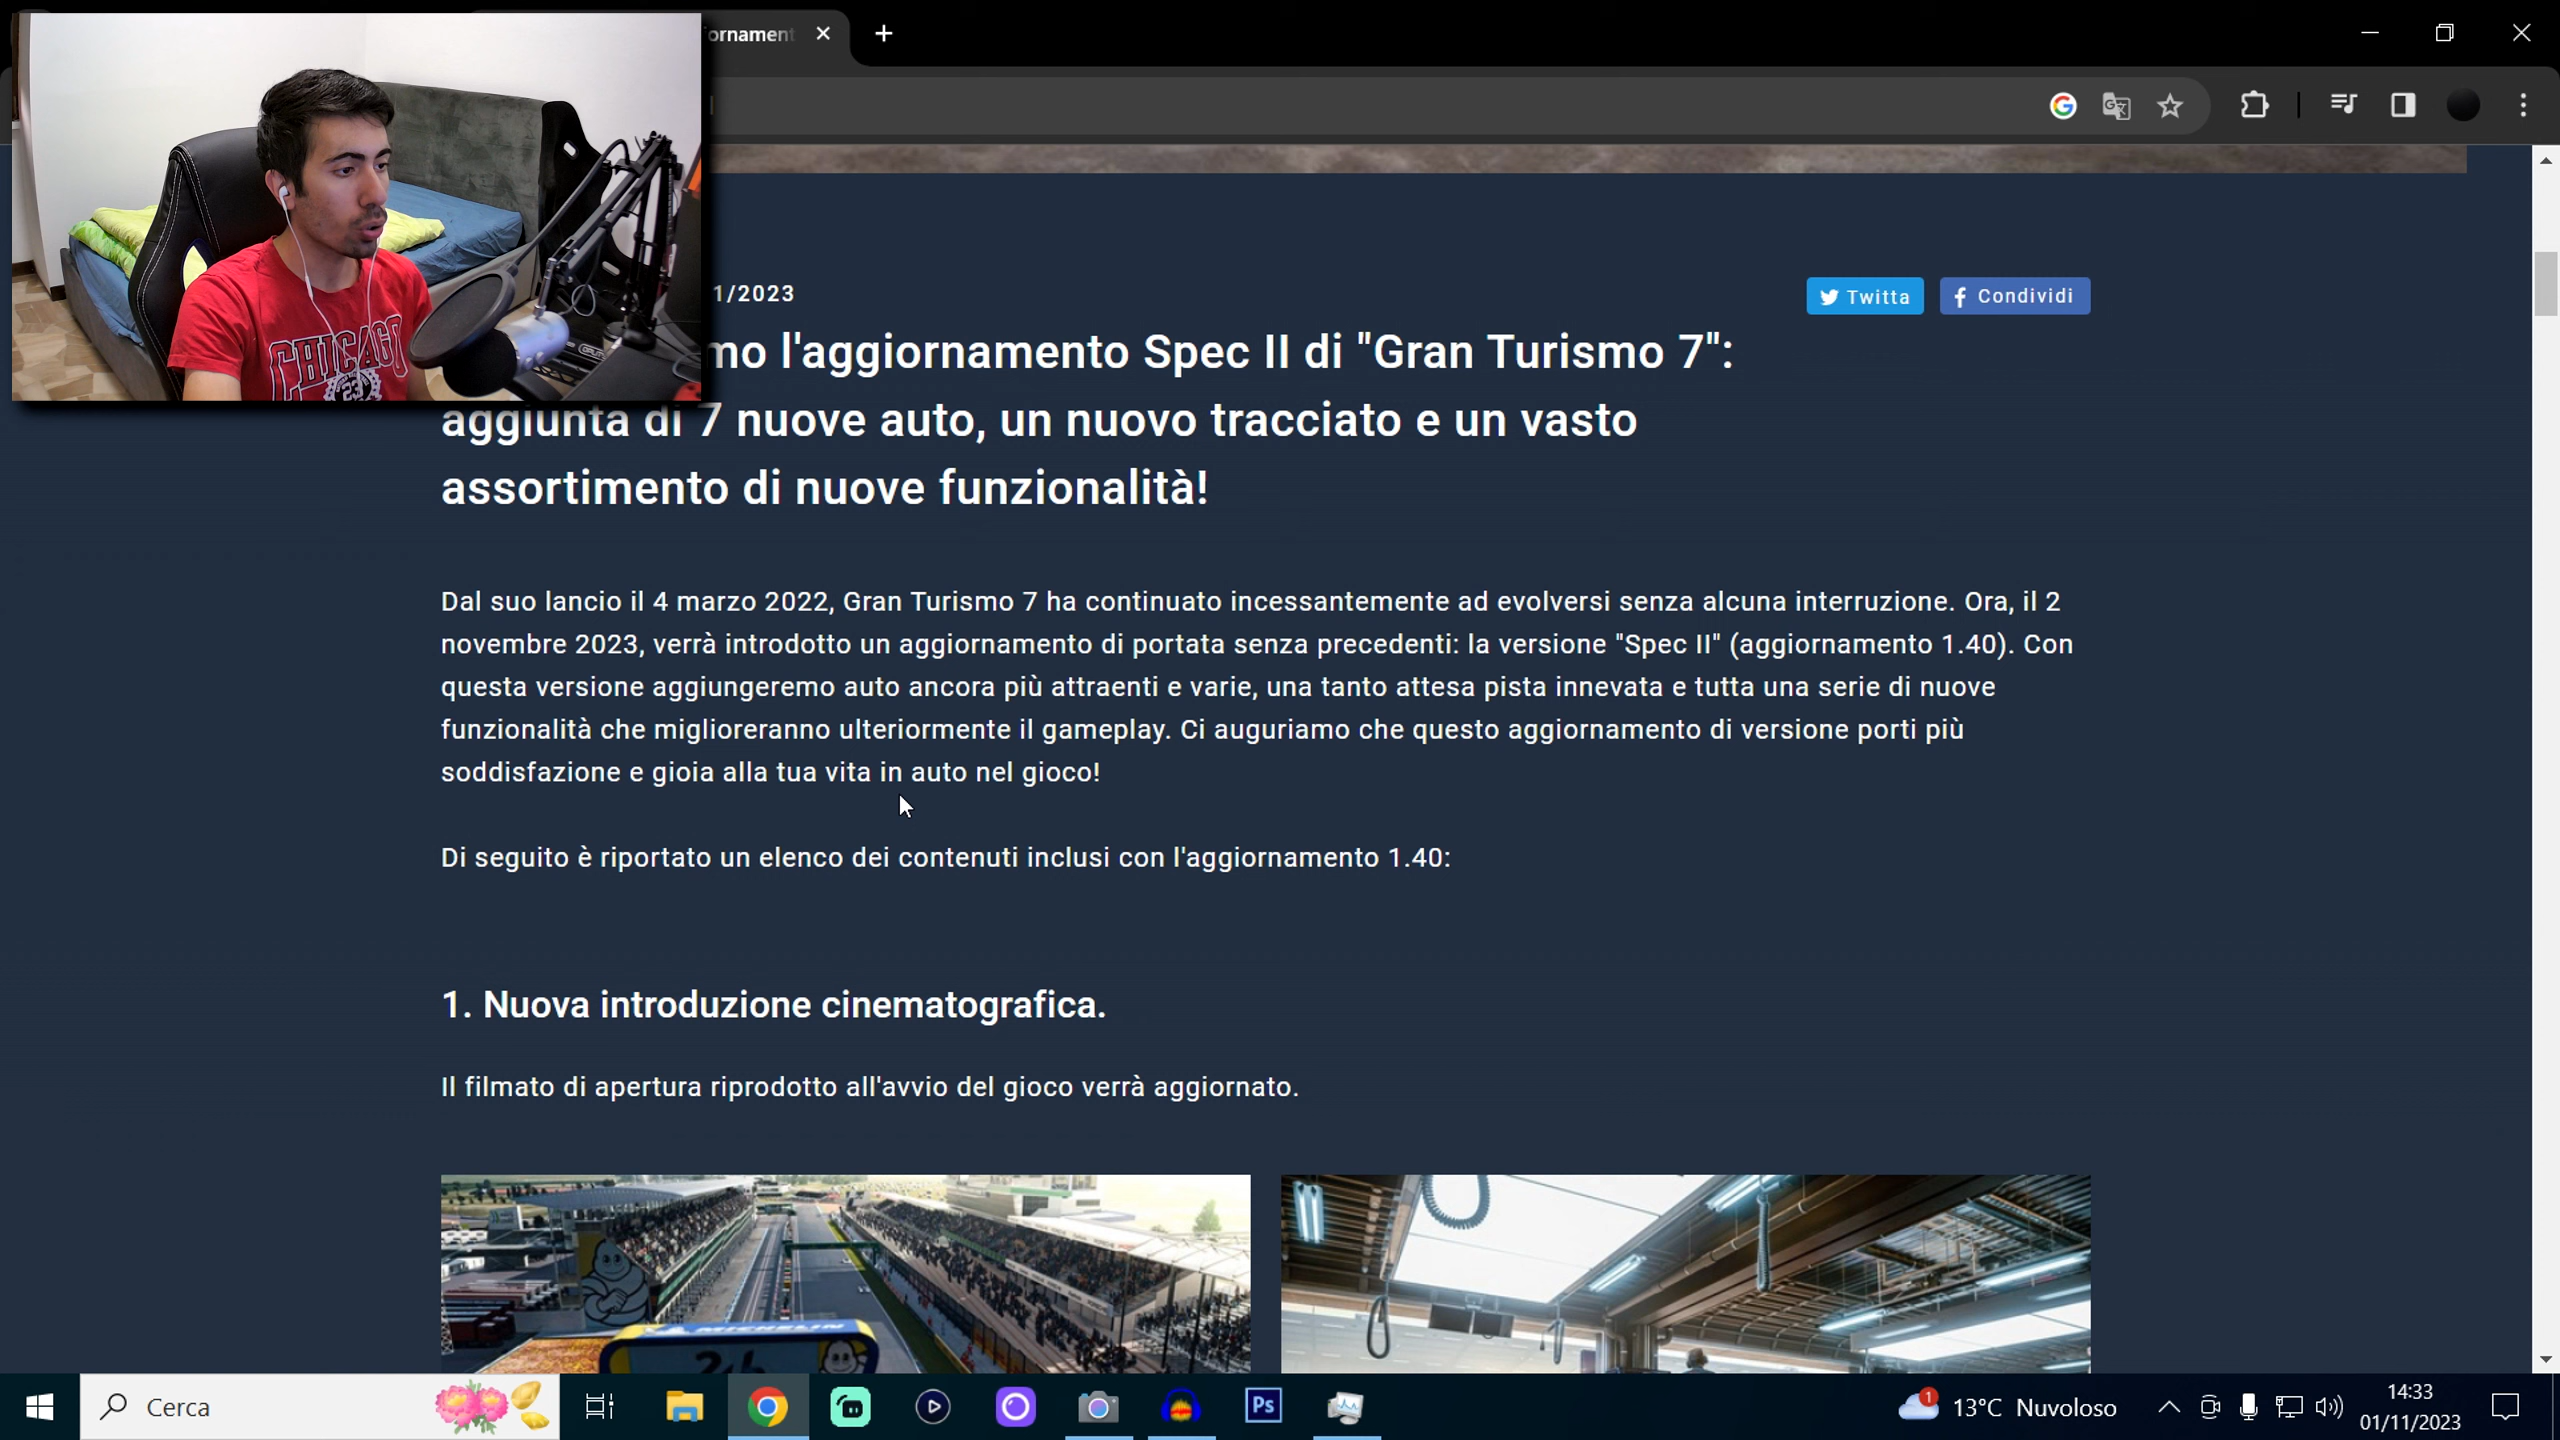 ornament
1/2023
Twitta
Condividi
mo l'aggiornamento Spec II di "Gran Turismo 7":
aggiunta di 7 nuove auto, un nuovo tracciato e un vasto
assortimento di nuove funzionalità!
CHICAGO
23
Dal suo lancio il 4 marzo 2022, Gran Turismo 7 ha continuato incessantemente ad evolversi senza alcuna interruzione. Ora, il 2
novembre 2023, verrà introdotto un aggiornamento di portata senza precedenti: la versione "Spec II" (aggiornamento 1.40). Con
questa versione aggiungeremo auto ancora più attraenti e varie, una tanto attesa pista innevata e tutta una serie di nuove
funzionalità che miglioreranno ulteriormente il gameplay. Ci auguriamo che questo aggiornamento di versione porti più
soddisfazione e gioia alla tua vita in auto nel gioco!
Di seguito è riportato un elenco dei contenuti inclusi con l'aggiornamento 1.40:
1. Nuova introduzione cinematografica.
Il filmato di apertura riprodotto all'avvio del gioco verrà aggiornato.
MICHELIN
24h
Cerca
Ps
1
13°C Nuvoloso
14:33
01/11/2023